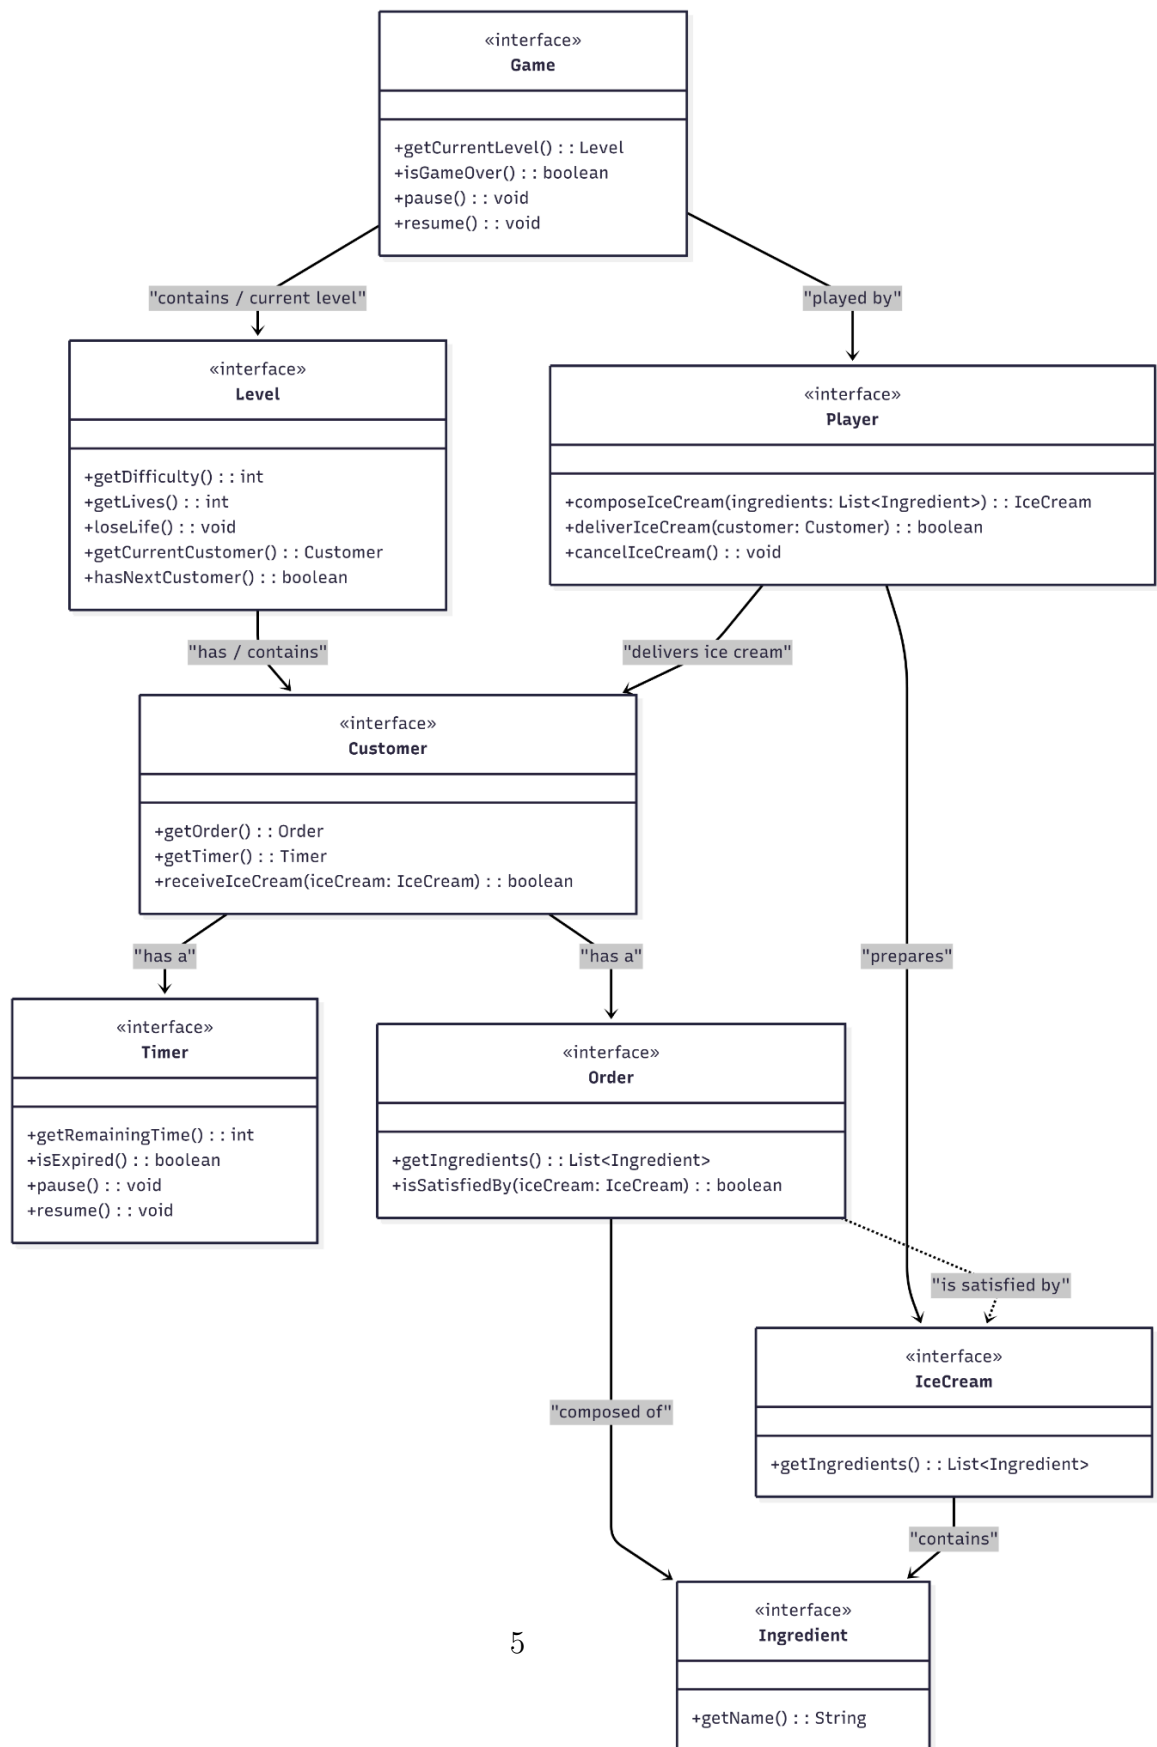 «interface»
Game
+getCurrentLevel() : : Level
+isGameOver() : : boolean
+pause() : : void
+resume() : : void
"contains / current level"
"played by"
«interface»
Level
+getDifficulty() : : int
+getLives() : : int
+loseLife() : : void
+getCurrentCustomer() : : Customer
+hasNextCustomer() : : boolean
«interface»
Player
+composeIceCream(ingredients: List<Ingredient>) : : IceCream
+deliverIceCream(customer: Customer) : : boolean
+cancelIceCream() : : void
"has / contains"
"delivers ice cream"
«interface»
Customer
+getOrder() : : Order
+getTimer() : : Timer
+receiveIceCream(iceCream: IceCream) : : boolean
"has a"
"has a"
"prepares"
«interface»
Timer
+getRemainingTime() : : int
+isExpired() : : boolean
+pause() : : void
+resume() : : void
«interface»
Order
+getIngredients() : : List<Ingredient>
+isSatisfiedBy(iceCream: IceCream) : : boolean
"is satisfied by"
«interface»
IceCream
+getIngredients() : : List<Ingredient>
"composed of"
"contains"
«interface»
Ingredient
+getName() : : String
5